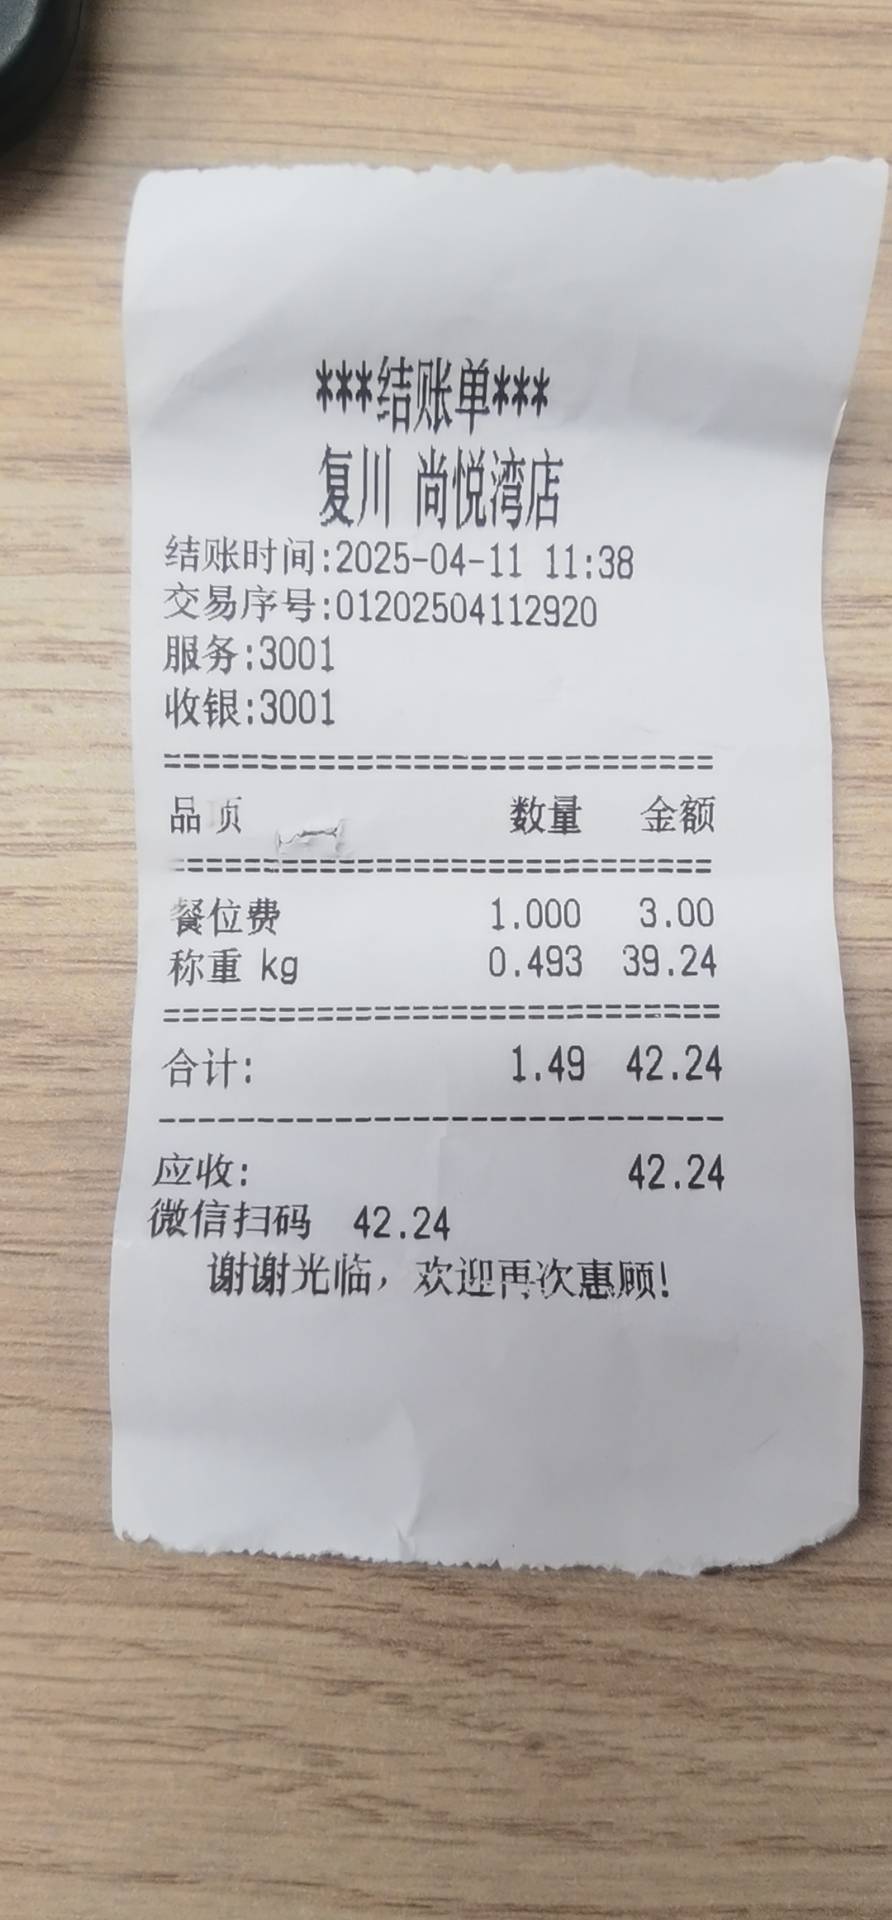 ***结账单***
复川 尚悦湾店
结账时间:2025-04-11 11:38
交易序号:01202504112920
服务:3001
收银:3001
============================
品项 数量 金额
============================
餐位费 1.000 3.00
称重 kg 0.493 39.24
============================
合计: 1.49 42.24
-----------------------------
应收: 42.24
微信扫码 42.24
谢谢光临，欢迎再次惠顾!